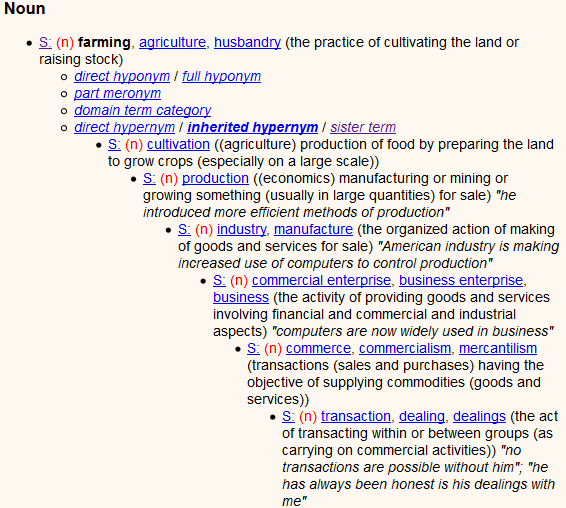 Noun
S: (n) farming, agriculture, husbandry (the practice of cultivating the land or
raising stock)
direct hyponym / full hyponym
part meronym
domain term category
direct hypernym / inherited hypernym / sister term
S: (n) cultivation ((agriculture) production of food by preparing the land
to grow crops (especially on a large scale))
S: (n) production ((economics) manufacturing or mining or
growing something (usually in large quantities) for sale) "he
introduced more efficient methods of production"
S: (n) industry, manufacture (the organized action of making
of goods and services for sale) "American industry is making
increased use of computers to control production"
S: (n) commercial enterprise, business enterprise,
business (the activity of providing goods and services
involving financial and commercial and industrial
aspects) "computers are now widely used in business"
S: (n) commerce, commercialism, mercantilism
(transactions (sales and purchases) having the
objective of supplying commodities (goods and
services))
S: (n) transaction, dealing, dealings (the act
of transacting within or between groups (as
carrying on commercial activities)) "no
transactions are possible without him"; "he
has always been honest is his dealings with
me"